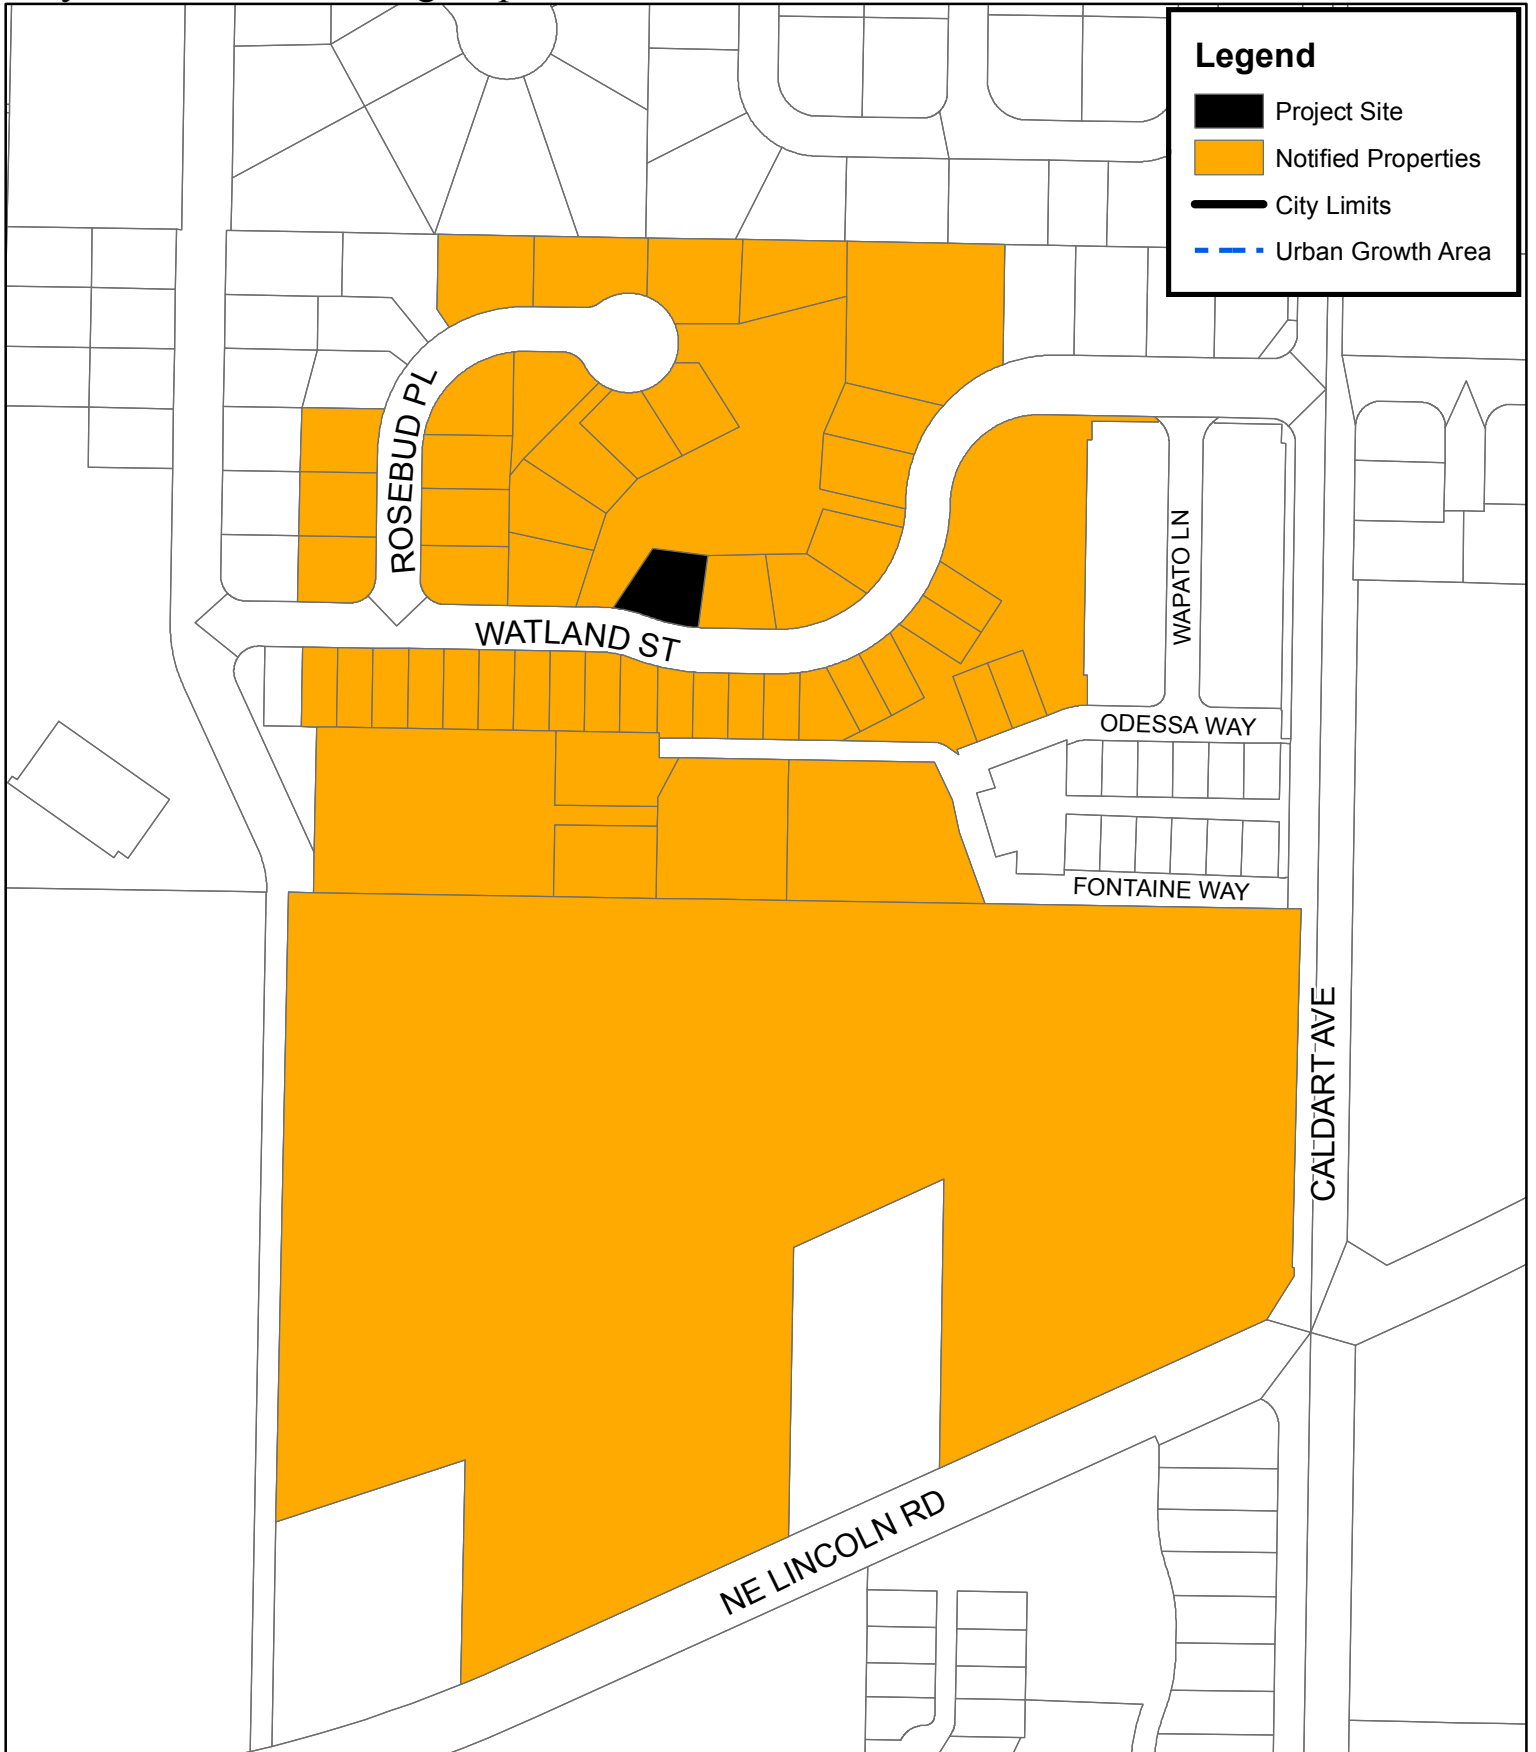 Legend
Project Site
Notified Properties
City Limits
Urban Growth Area
ROSEBUD PL
WAPATO LN
WATLAND ST
ODESSA WAY
FONTAINE WAY
CALDART AVE
NE LINCOLN RD